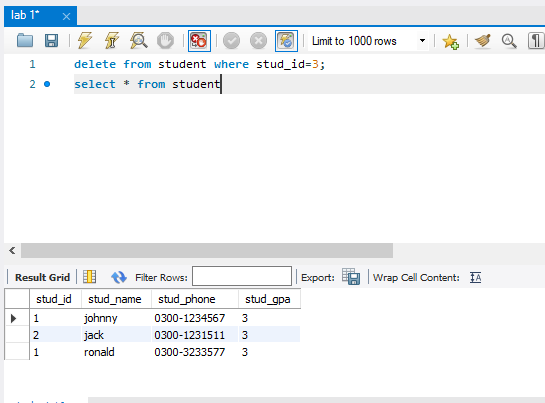 lab 1*
Limit to 1000 rows
1 delete from student where stud_id=3;
2 select * from student
Result Grid Filter Rows: Export: Wrap Cell Content:
stud_id stud_name stud_phone stud_gpa
1 johnny 0300-1234567 3
2 jack 0300-1231511 3
1 ronald 0300-3233577 3